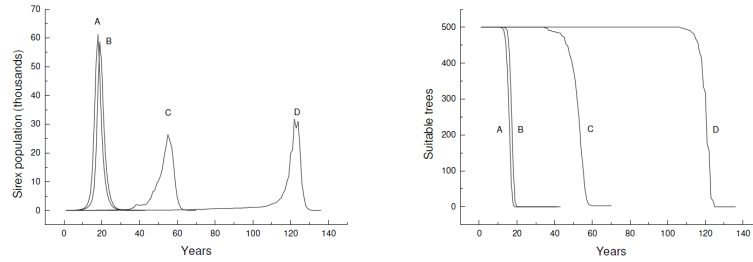 70
60
50
40
30
20
10
0
Sirex population (thousands)
A
B
C
D
0 20 40 60 80 100 120 140
Years
500
400
300
200
100
0
Suitable trees
A B C D
0 20 40 60 80 100 120 140
Years